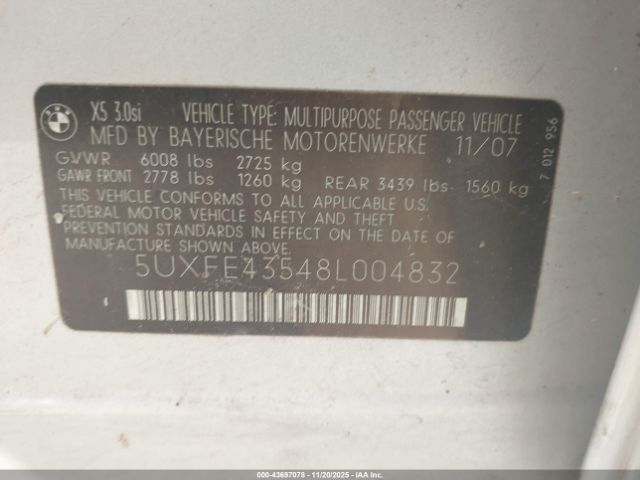 BMW
X5 3.0si VEHICLE TYPE: MULTIPURPOSE PASSENGER VEHICLE
MFD BY BAYERISCHE MOTORENWERKE 11/07
GVWR 6008 lbs 2725 kg
GAWR FRONT 2778 lbs 1260 kg REAR 3439 lbs 1560 kg
THIS VEHICLE CONFORMS TO ALL APPLICABLE U.S.
FEDERAL MOTOR VEHICLE SAFETY AND THEFT
PREVENTION STANDARDS IN EFFECT ON THE DATE OF
MANUFACTURE SHOWN ABOVE.
5UXFE43548L004832
7 012 956
000-43697078 - 11/20/2025 - IAA, Inc.